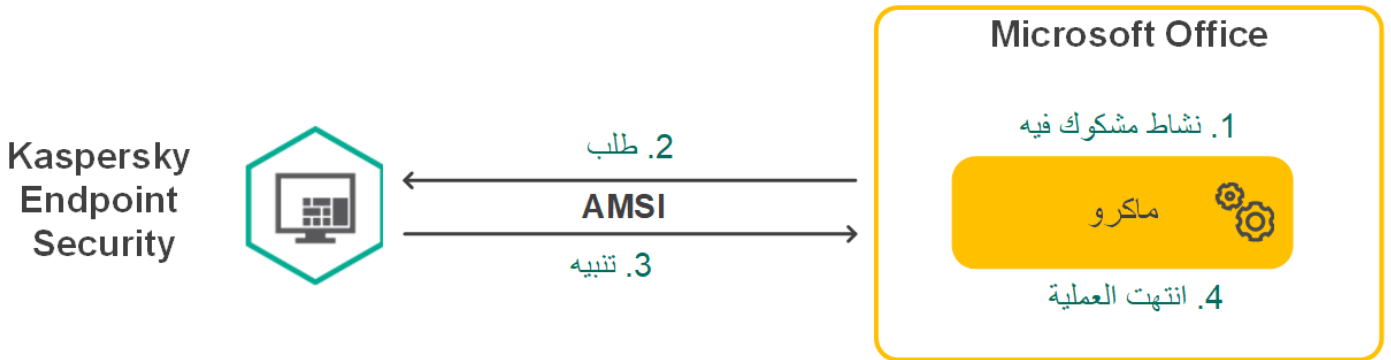 Microsoft Office
1. نشاط مشكوك فيه
Kaspersky
Endpoint
Security
2. طلب
AMSI
3. تنبيه
ماكرو
4. انتهت العملية